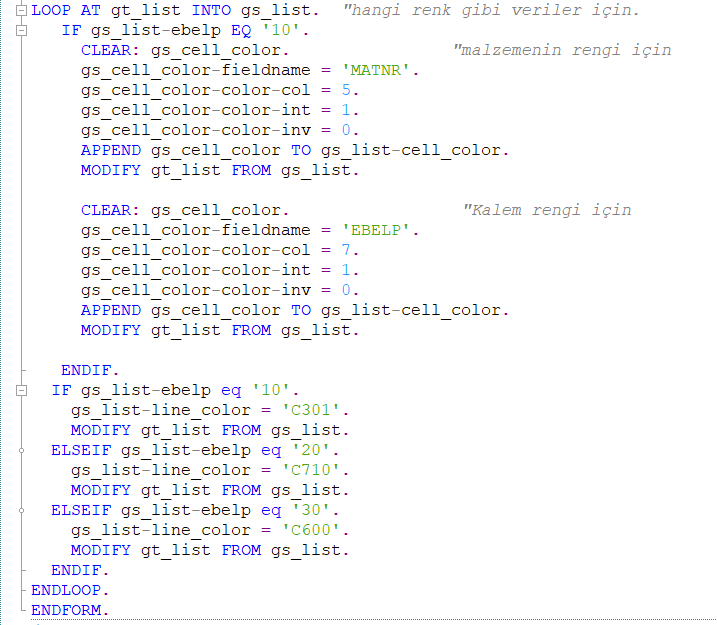 LOOP AT gt_list INTO gs_list.  "hangi renk gibi veriler için.
IF gs_list-ebelp EQ '10'.
CLEAR: gs_cell_color.                "malzemenin rengi için
gs_cell_color-fieldname = 'MATNR'.
gs_cell_color-color-col = 5.
gs_cell_color-color-int = 1.
gs_cell_color-color-inv = 0.
APPEND gs_cell_color TO gs_list-cell_color.
MODIFY gt_list FROM gs_list.
CLEAR: gs_cell_color.                 "Kalem rengi için
gs_cell_color-fieldname = 'EBELP'.
gs_cell_color-color-col = 7.
gs_cell_color-color-int = 1.
gs_cell_color-color-inv = 0.
APPEND gs_cell_color TO gs_list-cell_color.
MODIFY gt_list FROM gs_list.
ENDIF.
IF gs_list-ebelp eq '10'.
gs_list-line_color = 'C301'.
MODIFY gt_list FROM gs_list.
ELSEIF gs_list-ebelp eq '20'.
gs_list-line_color = 'C710'.
MODIFY gt_list FROM gs_list.
ELSEIF gs_list-ebelp eq '30'.
gs_list-line_color = 'C600'.
MODIFY gt_list FROM gs_list.
ENDIF.
ENDLOOP.
ENDFORM.